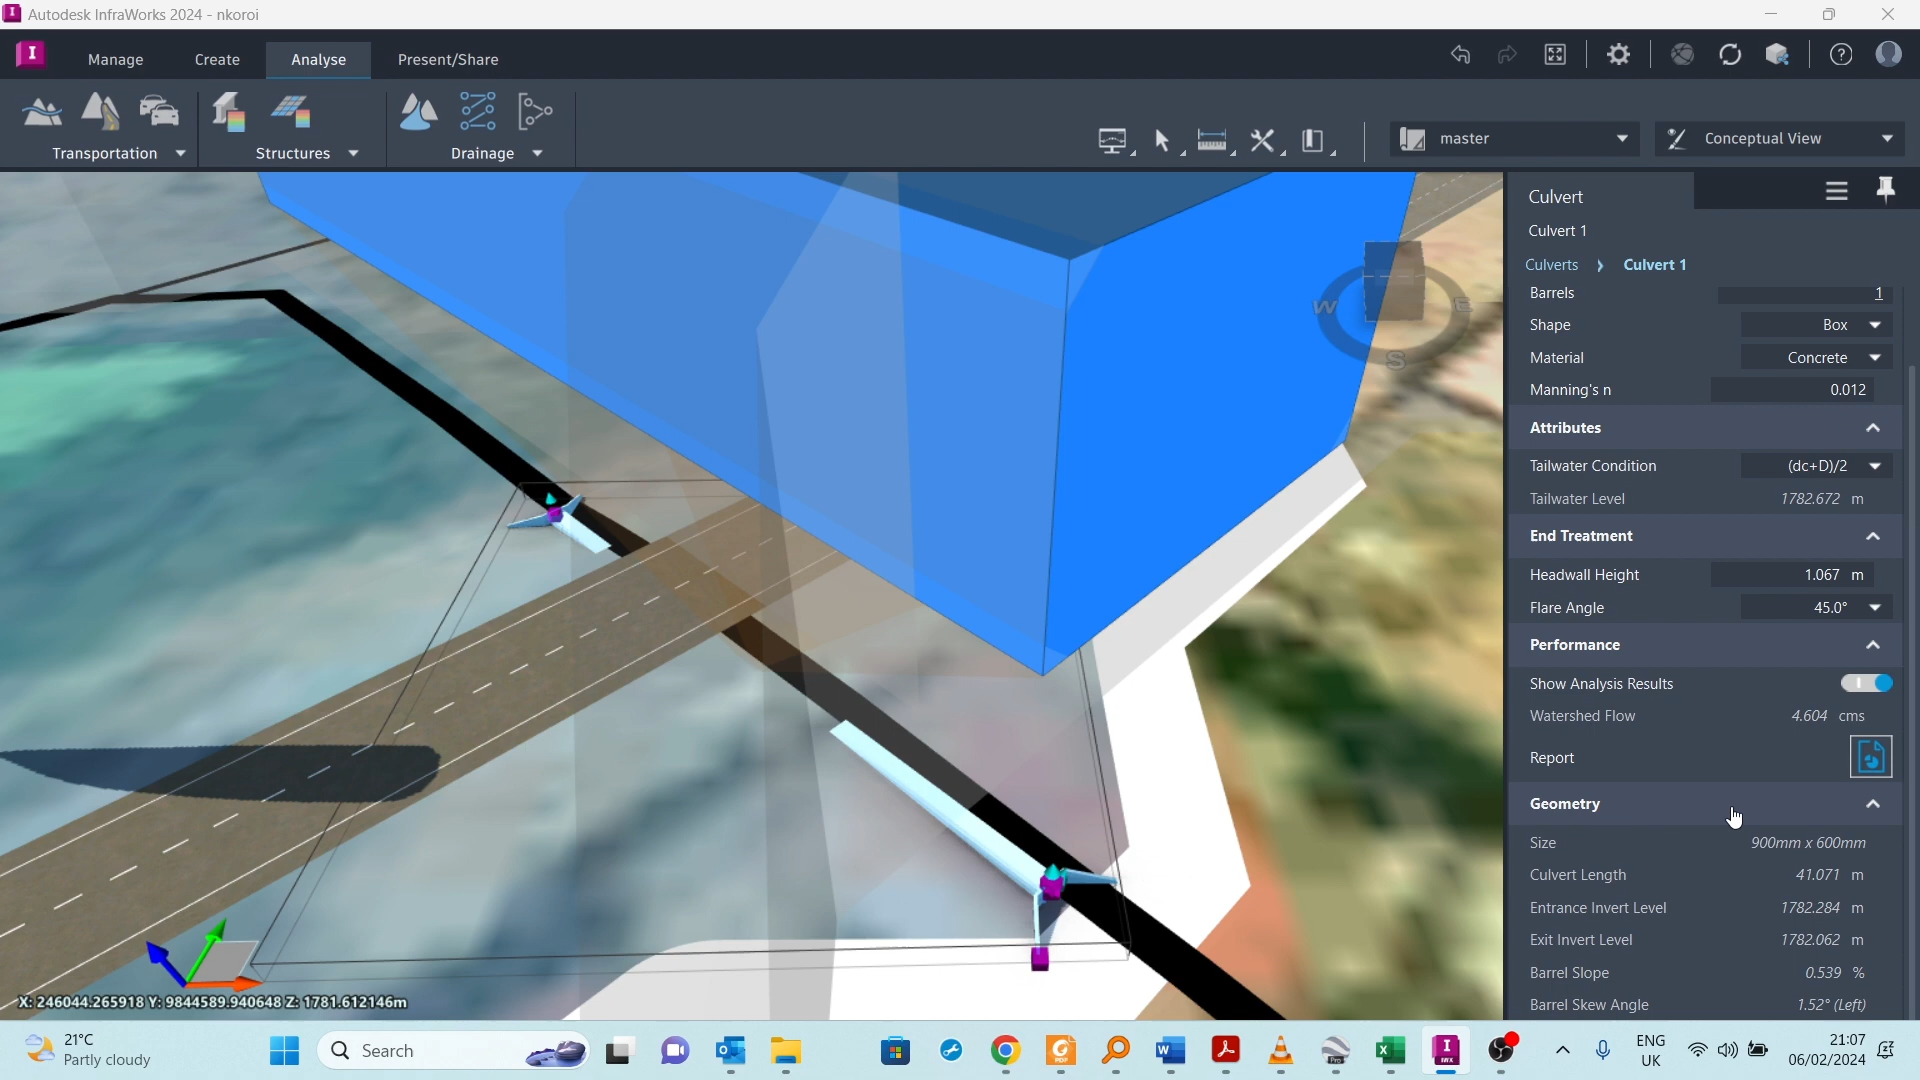 Autodesk InfraWorks 2024 - nkoroi
Manage Create Analyse Present/Share
Transportation Structures Drainage
master Conceptual View
Culvert
Culvert 1
Culverts Culvert 1
Barrels 1
Shape Box
Material Concrete
Manning's n 0.012
Attributes
Tailwater Condition (dc+D)/2
Tailwater Level 1782.672 m
End Treatment
Headwall Height 1.067 m
Flare Angle 45.0°
Performance
Show Analysis Results
Watershed Flow 4.604 cms
Report
Geometry
Size 900mm x 600mm
Culvert Length 41.071 m
Entrance Invert Level 1782.284 m
Exit Invert Level 1782.062 m
Barrel Slope 0.539 %
Barrel Skew Angle 1.52° (Left)
W E
S
X: 246044.265918 Y: 9844589.940648 Z: 1781.612146m
21°C
Partly cloudy
Search
ENG
UK
21:07
06/02/2024